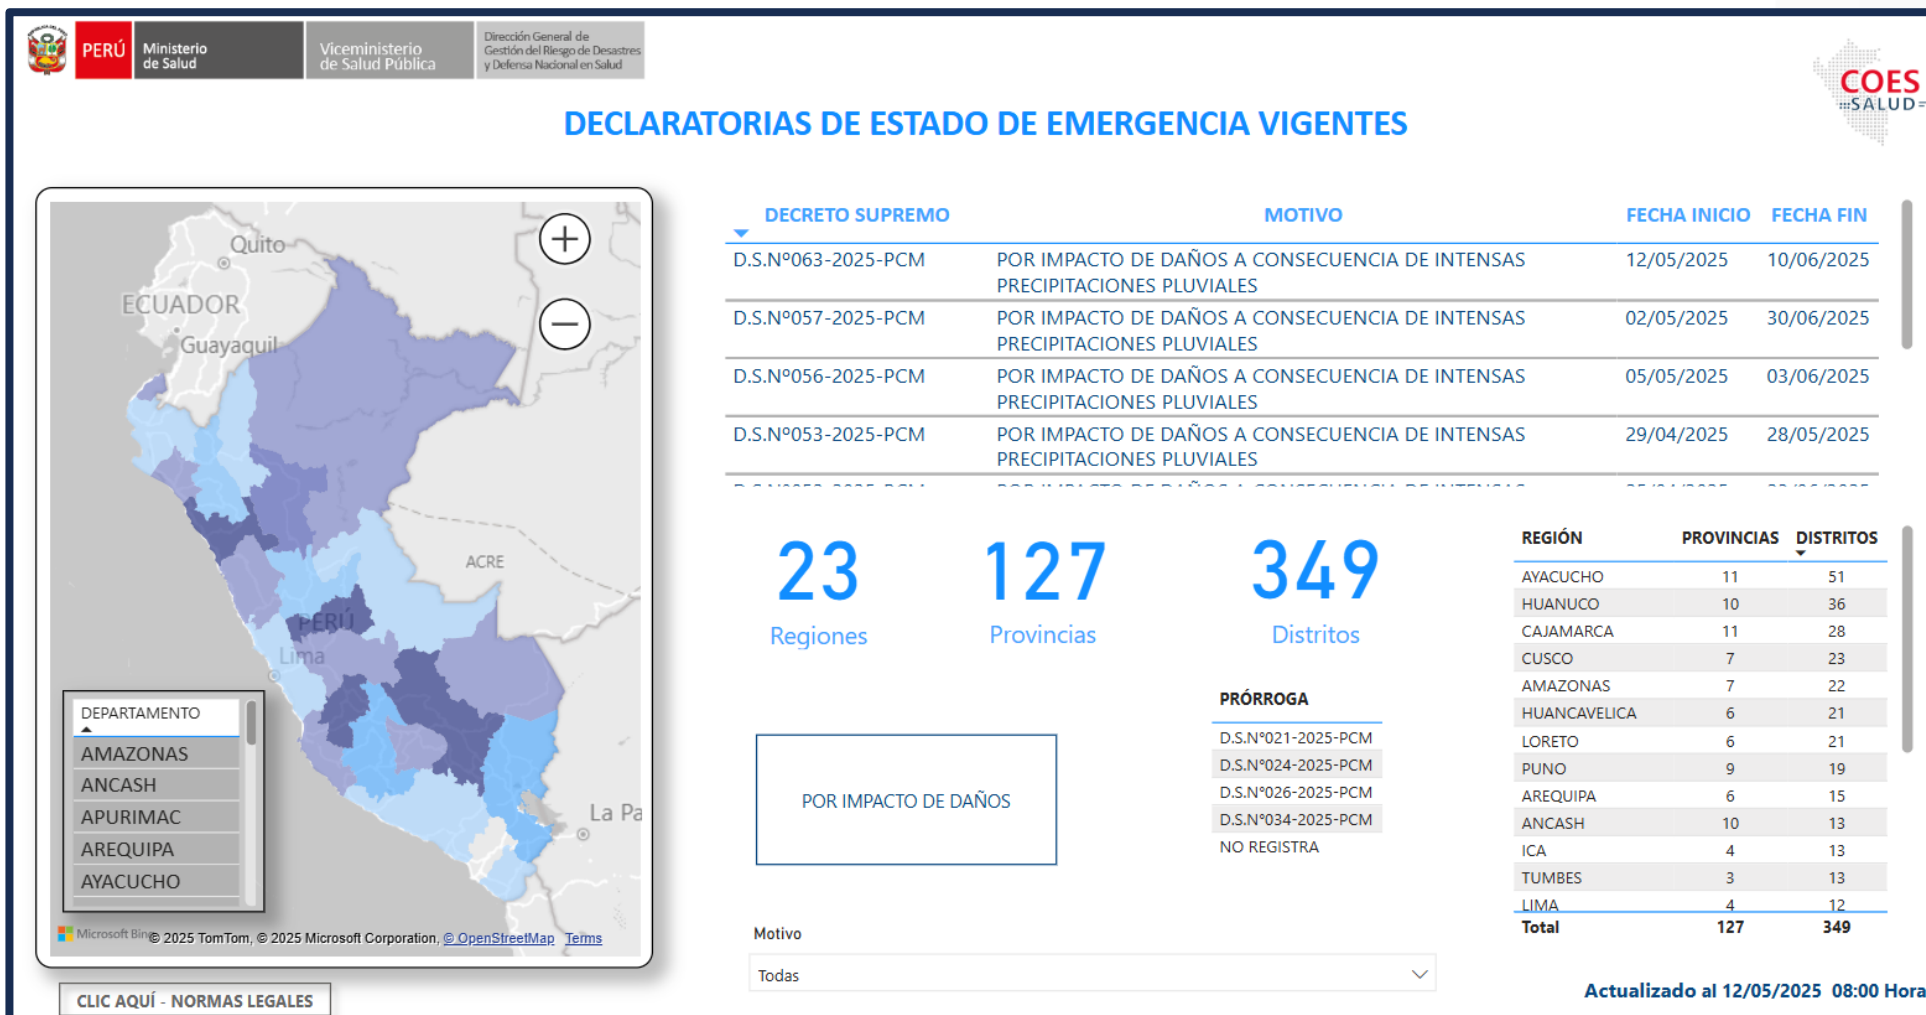 PERÚ
Ministerio
de Salud
Viceministerio
de Salud Pública
Dirección General de
Gestión del Riesgo de Desastres
y Defensa Nacional en Salud
COES
SALUD
DECLARATORIAS DE ESTADO DE EMERGENCIA VIGENTES
Quito
ECUADOR
Guayaquil
ACRE
PERÚ
Lima
La Pa
DEPARTAMENTO
AMAZONAS
ANCASH
APURIMAC
AREQUIPA
AYACUCHO
Microsoft Bing
© 2025 TomTom, © 2025 Microsoft Corporation, © OpenStreetMap Terms
CLIC AQUÍ - NORMAS LEGALES
DECRETO SUPREMO MOTIVO FECHA INICIO FECHA FIN
D.S.Nº063-2025-PCM POR IMPACTO DE DAÑOS A CONSECUENCIA DE INTENSAS 12/05/2025 10/06/2025
PRECIPITACIONES PLUVIALES
D.S.Nº057-2025-PCM POR IMPACTO DE DAÑOS A CONSECUENCIA DE INTENSAS 02/05/2025 30/06/2025
PRECIPITACIONES PLUVIALES
D.S.Nº056-2025-PCM POR IMPACTO DE DAÑOS A CONSECUENCIA DE INTENSAS 05/05/2025 03/06/2025
PRECIPITACIONES PLUVIALES
D.S.Nº053-2025-PCM POR IMPACTO DE DAÑOS A CONSECUENCIA DE INTENSAS 29/04/2025 28/05/2025
PRECIPITACIONES PLUVIALES
23 127 349
Regiones Provincias Distritos
POR IMPACTO DE DAÑOS
PRÓRROGA
D.S.N°021-2025-PCM
D.S.N°024-2025-PCM
D.S.N°026-2025-PCM
D.S.N°034-2025-PCM
NO REGISTRA
Motivo
Todas
REGIÓN PROVINCIAS DISTRITOS
AYACUCHO 11 51
HUANUCO 10 36
CAJAMARCA 11 28
CUSCO 7 23
AMAZONAS 7 22
HUANCAVELICA 6 21
LORETO 6 21
PUNO 9 19
AREQUIPA 6 15
ANCASH 10 13
ICA 4 13
TUMBES 3 13
LIMA 4 12
Total 127 349
Actualizado al 12/05/2025 08:00 Hora